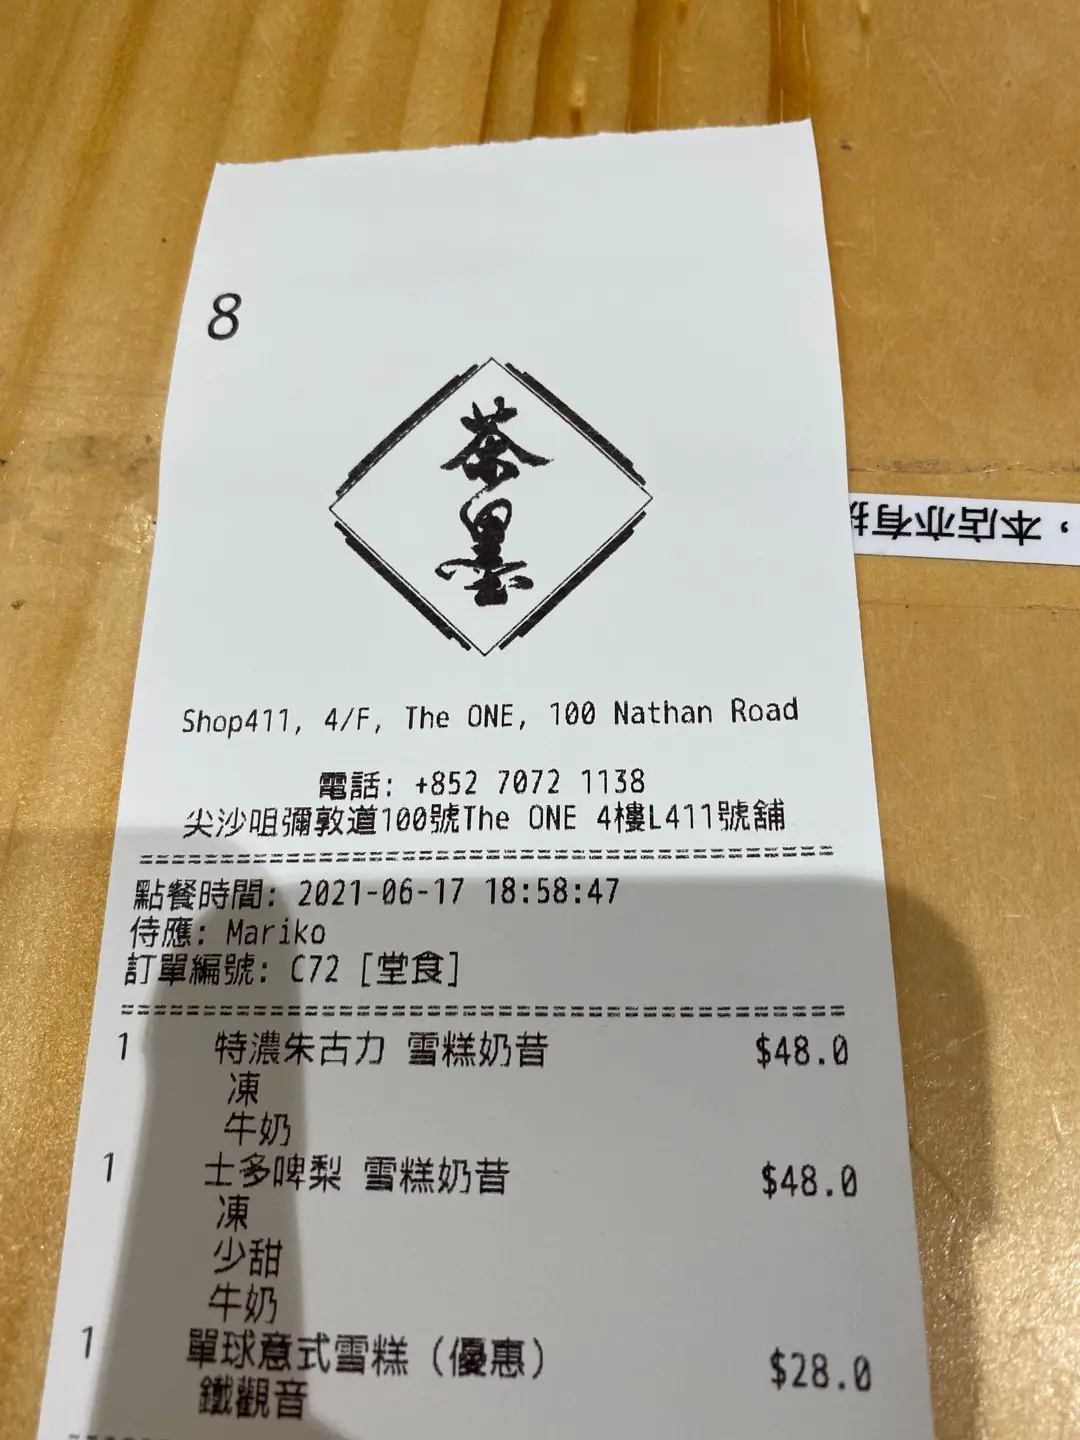 8
茶
墨
Shop411, 4/F, The ONE, 100 Nathan Road
電話: +852 7072 1138
尖沙咀彌敦道100號The ONE 4樓L411號舖
點餐時間: 2021-06-17 18:58:47
侍應: Mariko
訂單編號: C72 [堂食]
1 特濃朱古力 雪糕奶昔 $48.0
凍
牛奶
1 士多啤梨 雪糕奶昔 $48.0
凍
少甜
牛奶
1 單球意式雪糕 (優惠) $28.0
鐵觀音
，本店亦有